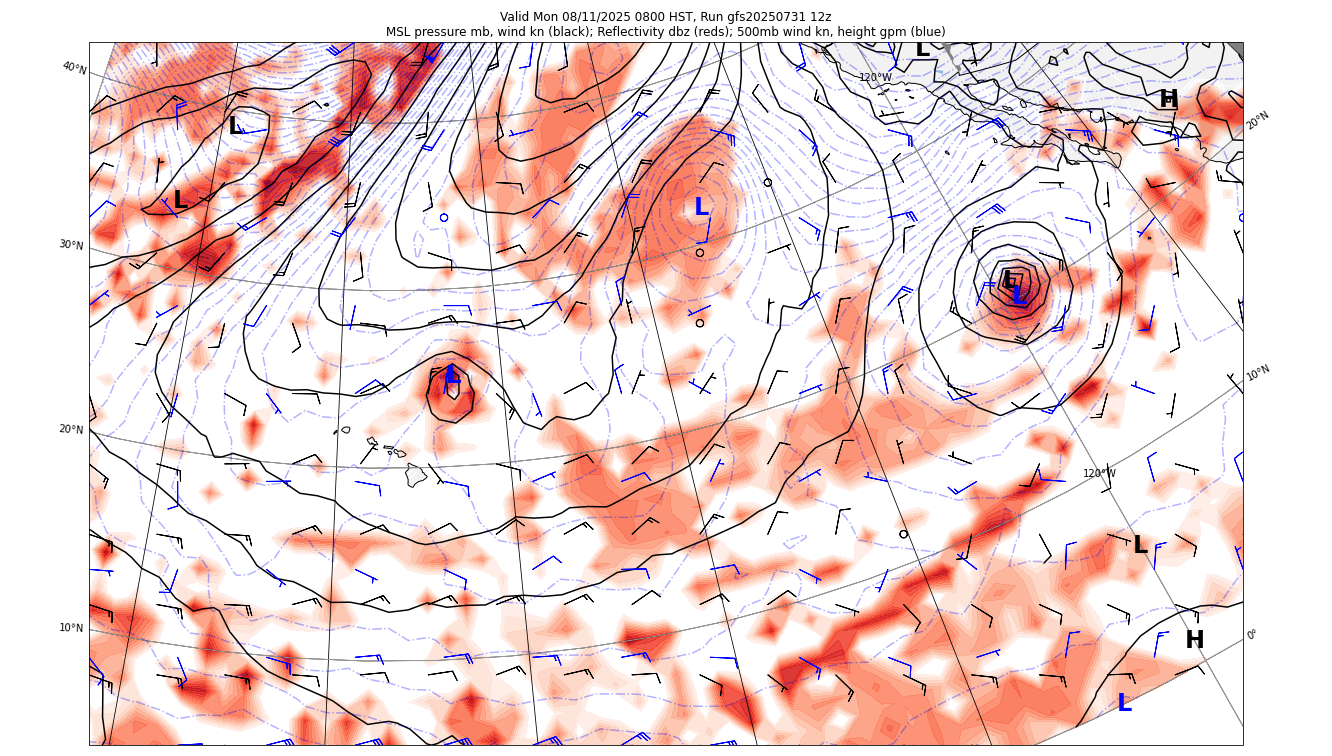 Valid Mon 08/11/2025 0800 HST, Run gfs20250731 12z
MSL pressure mb, wind kn (black); Reflectivity dbz (reds); 500mb wind kn, height gpm (blue)
L
40°N
120°W
H
20°N
L
L
L
30°N
L
L
L
10°N
20°N
120°W
L
10°N
0°
H
L